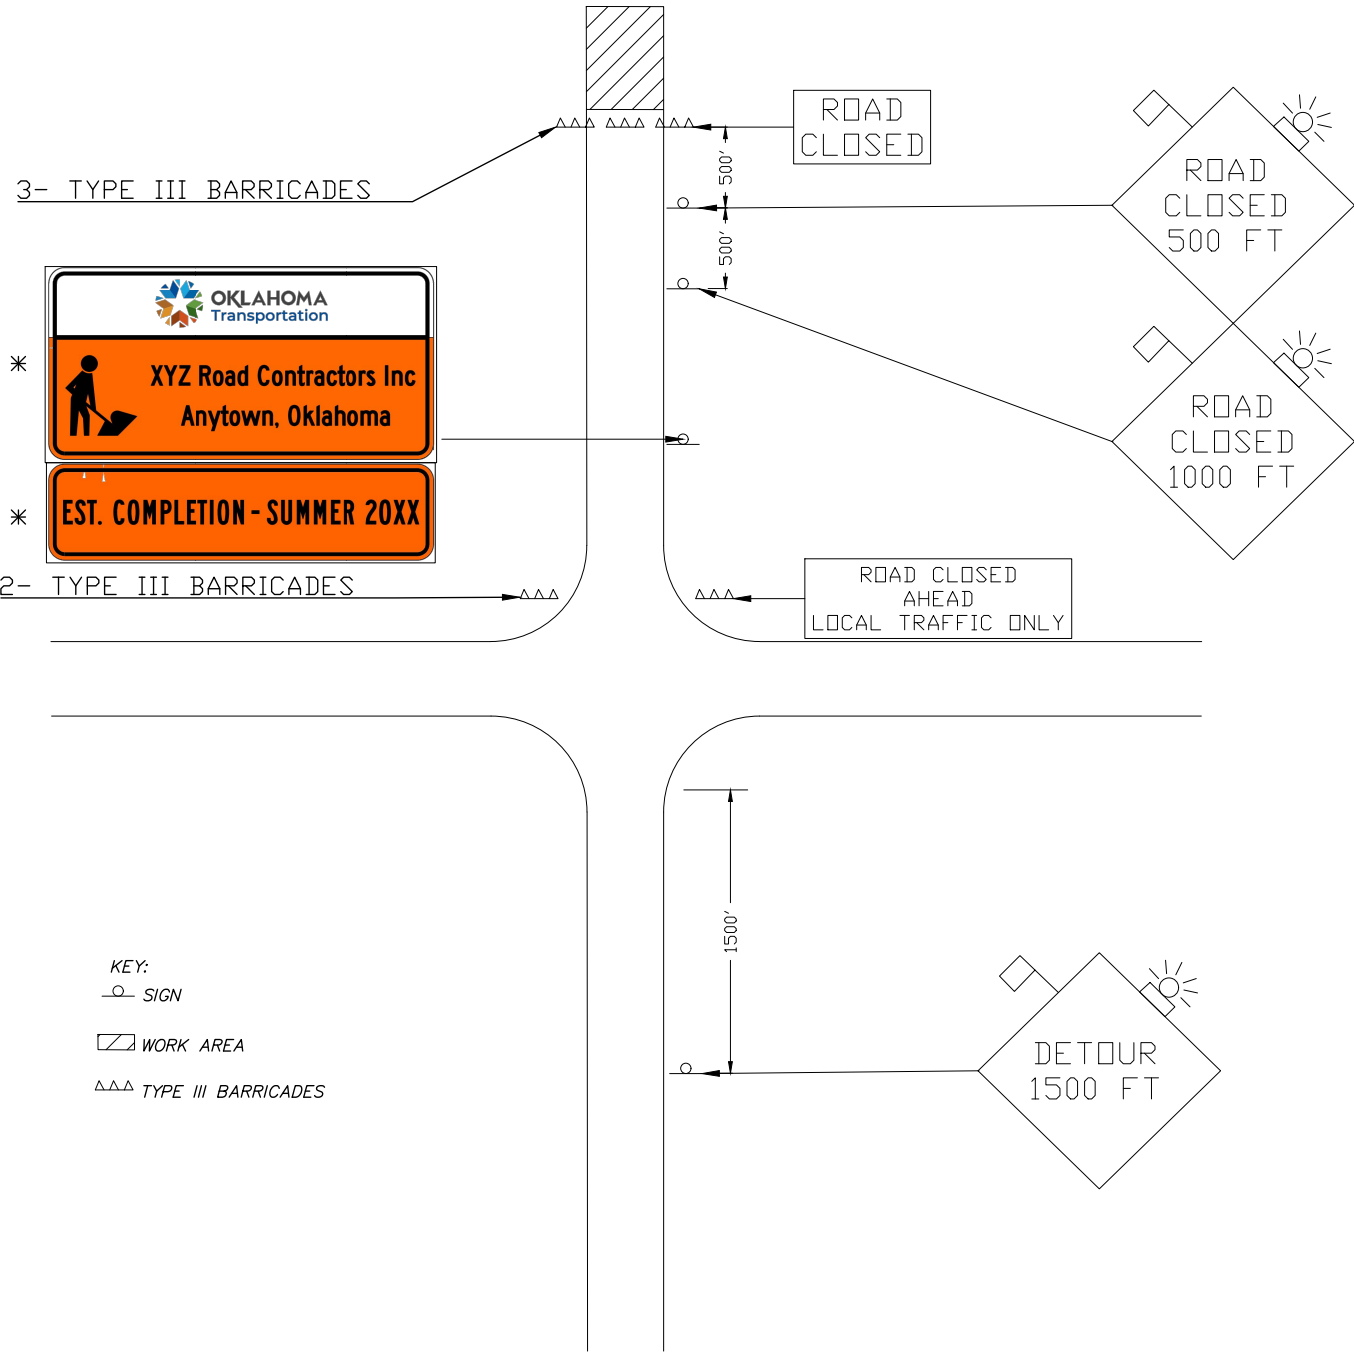 ROAD
CLOSED
3- TYPE III BARRICADES
500'
500'
ROAD
CLOSED
500 FT
OKLAHOMA
Transportation
XYZ Road Contractors Inc
Anytown, Oklahoma
*
EST. COMPLETION - SUMMER 20XX
*
ROAD
CLOSED
1000 FT
2- TYPE III BARRICADES
ROAD CLOSED
AHEAD
LOCAL TRAFFIC ONLY
1500'
DETOUR
1500 FT
KEY:
SIGN
WORK AREA
TYPE III BARRICADES